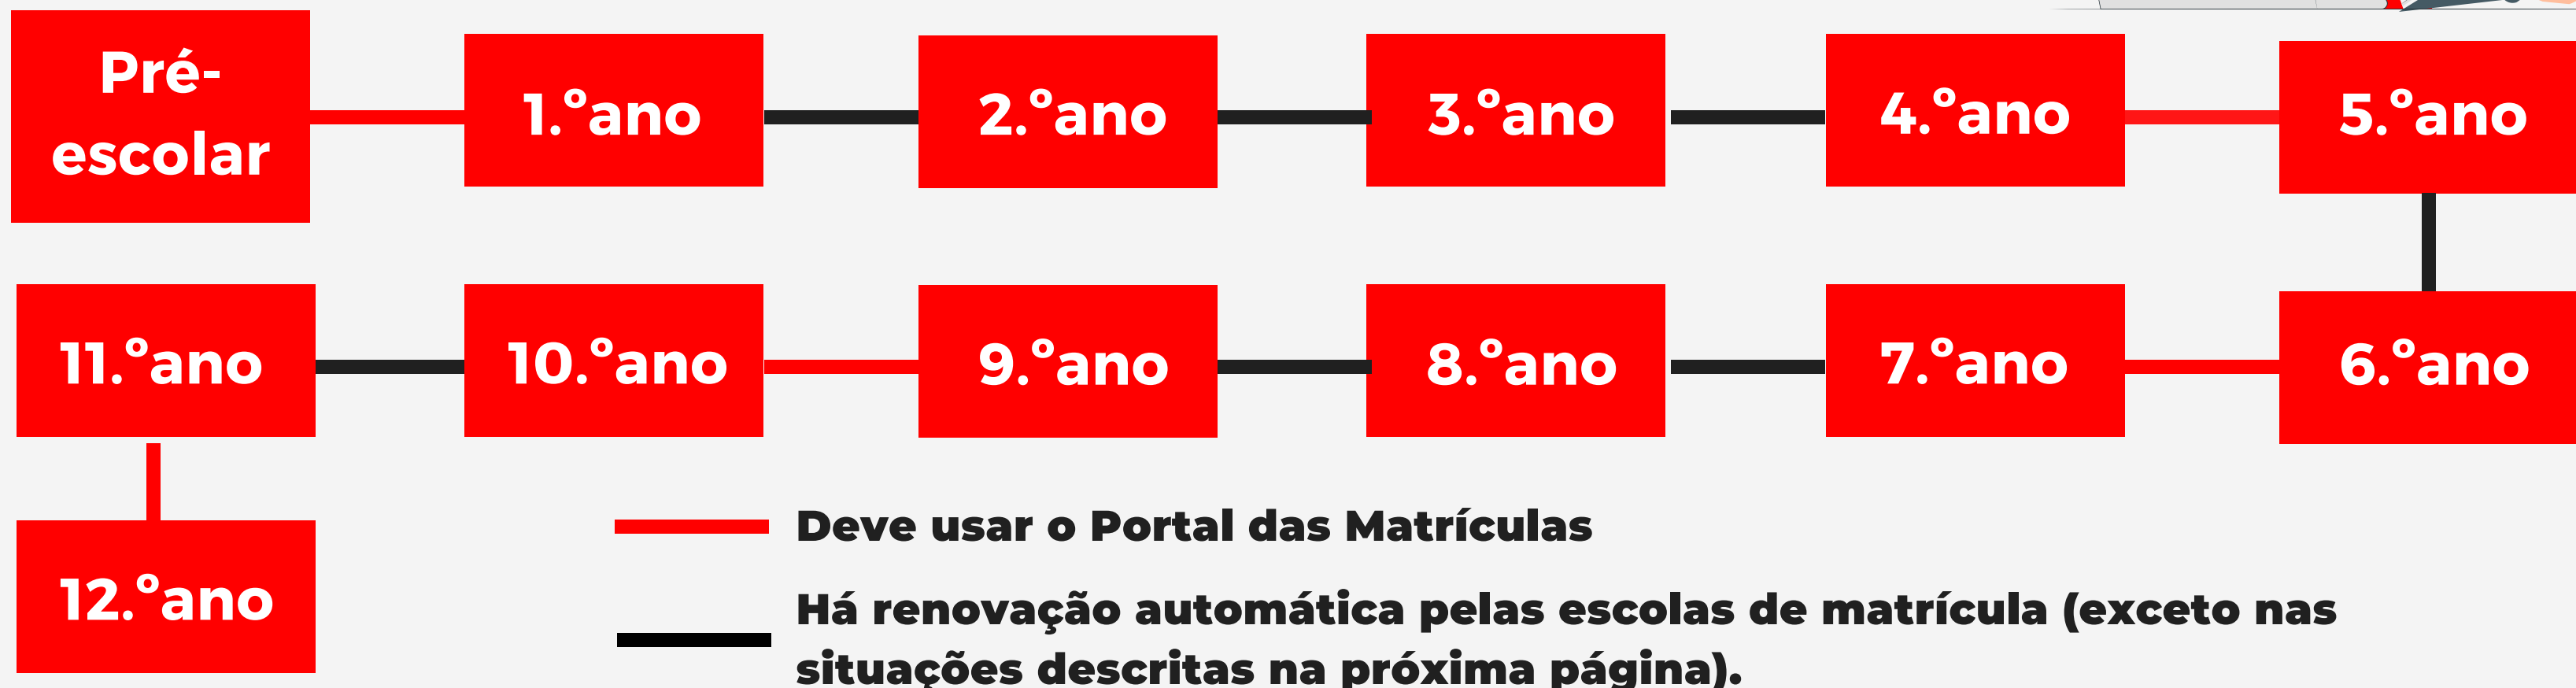 Pré-
escolar
1.ºano
2.ºano
3.ºano
4.ºano
5.ºano
11.ºano
10.ºano
9.ºano
8.ºano
7.ºano
6.ºano
12.ºano
Deve usar o Portal das Matrículas
Há renovação automática pelas escolas de matrícula (exceto nas
situações descritas na próxima página).